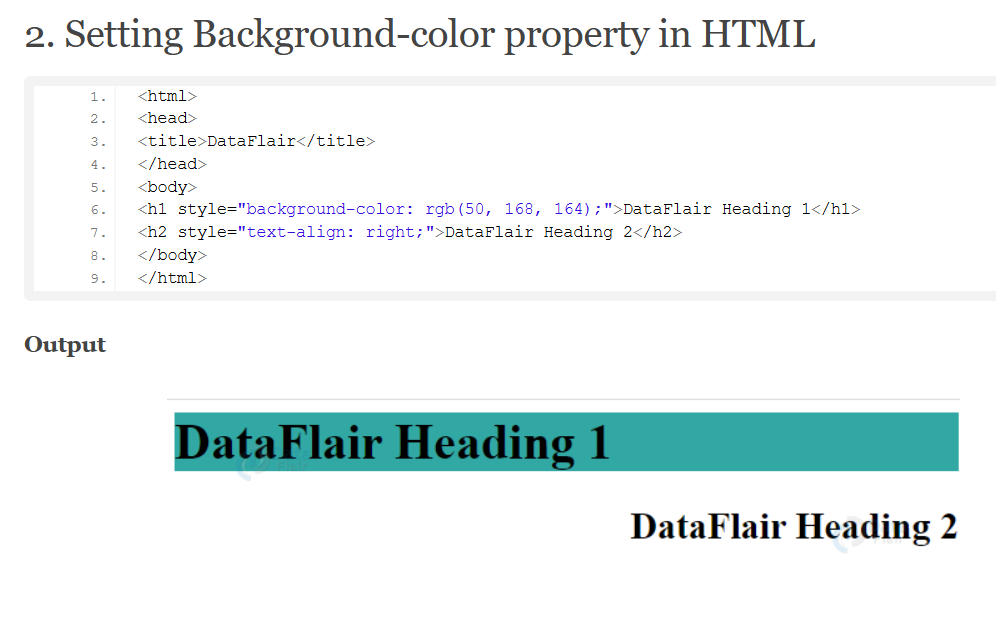 2. Setting Background-color property in HTML
1. <html>
2. <head>
3. <title>DataFlair</title>
4. </head>
5. <body>
6. <h1 style="background-color: rgb(50, 168, 164);">DataFlair Heading 1</h1>
7. <h2 style="text-align: right;">DataFlair Heading 2</h2>
8. </body>
9. </html>
Output
DataFlair Heading 1
DataFlair Heading 2